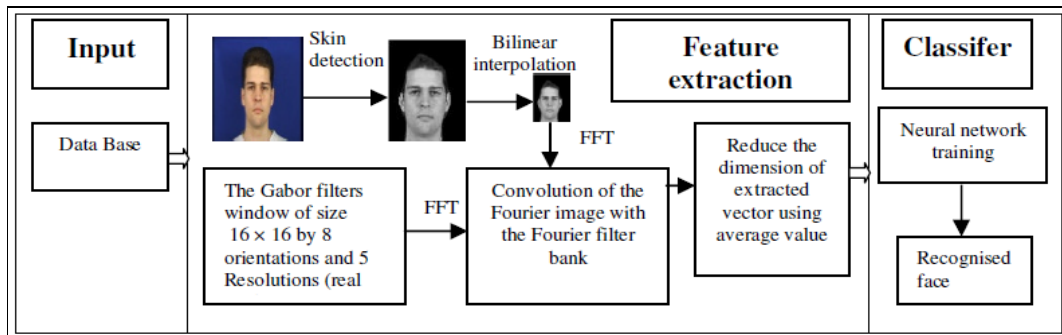 Input
Data Base
Skin
detection
Bilinear
interpolation
Feature
extraction
FFT
The Gabor filters
window of size
16 × 16 by 8
orientations and 5
Resolutions (real
FFT
Convolution of the
Fourier image with
the Fourier filter
bank
Reduce the
dimension of
extracted
vector using
average value
Classifer
Neural network
training
Recognised
face